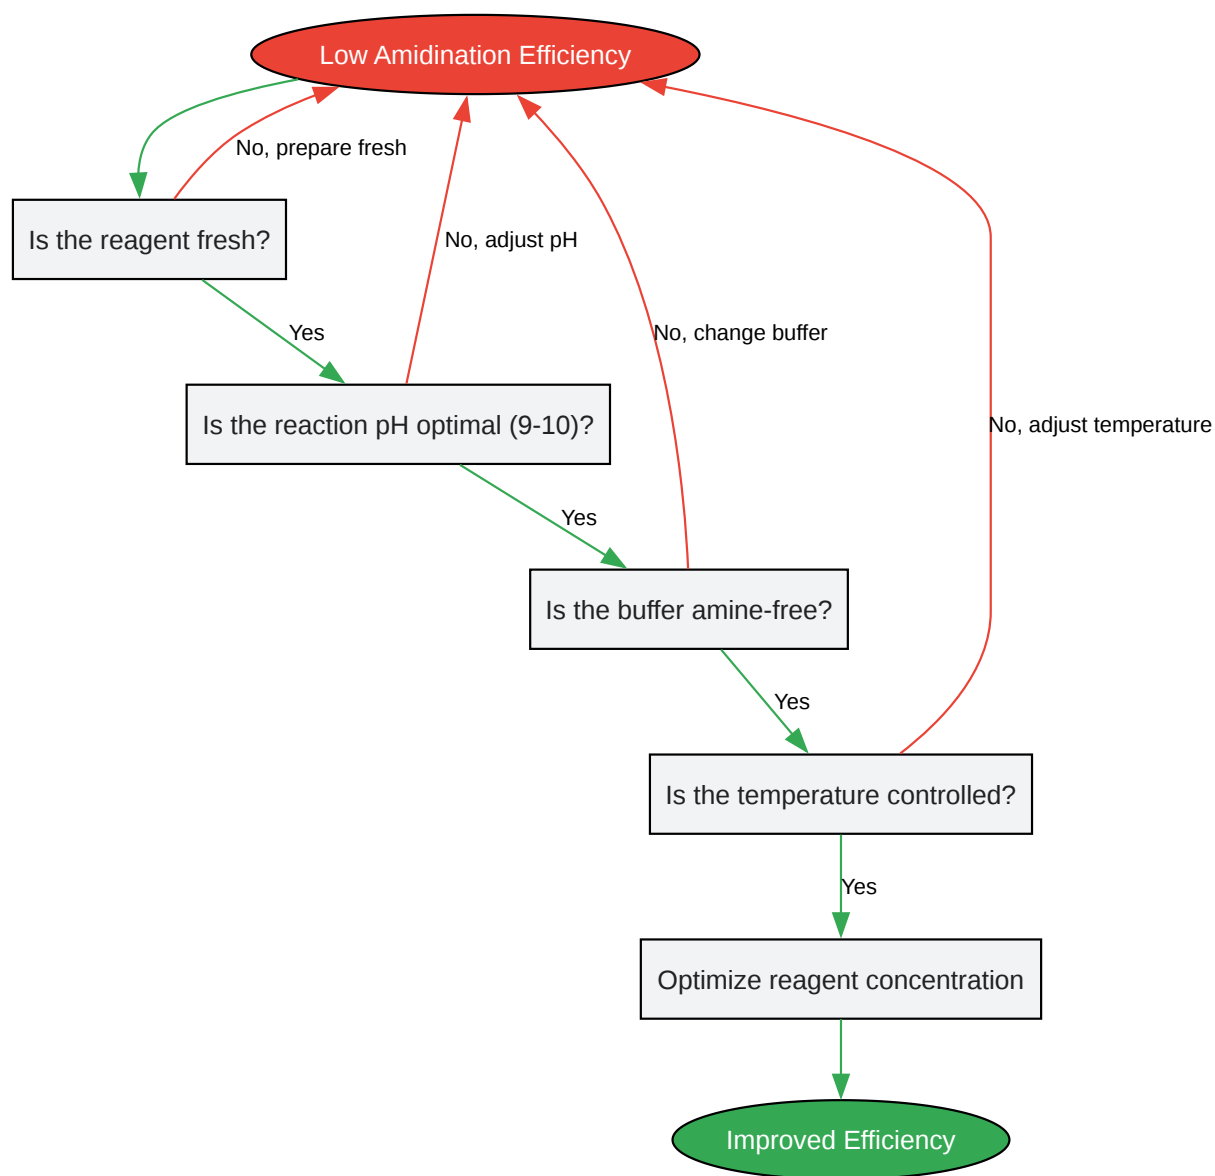 Low Amidination Efficiency
No, prepare fresh
Is the reagent fresh?
No, adjust pH
Yes
No, change buffer
Is the reaction pH optimal (9-10)?
No, adjust temperature
Yes
Is the buffer amine-free?
Yes
Is the temperature controlled?
Yes
Optimize reagent concentration
Improved Efficiency